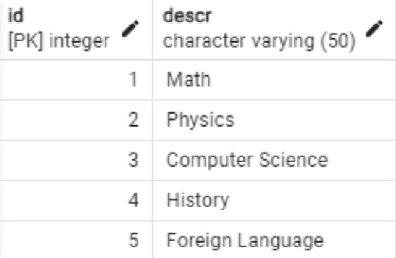 id descr
[PK] integer character varying (50)
1 Math
2 Physics
3 Computer Science
4 History
5 Foreign Language